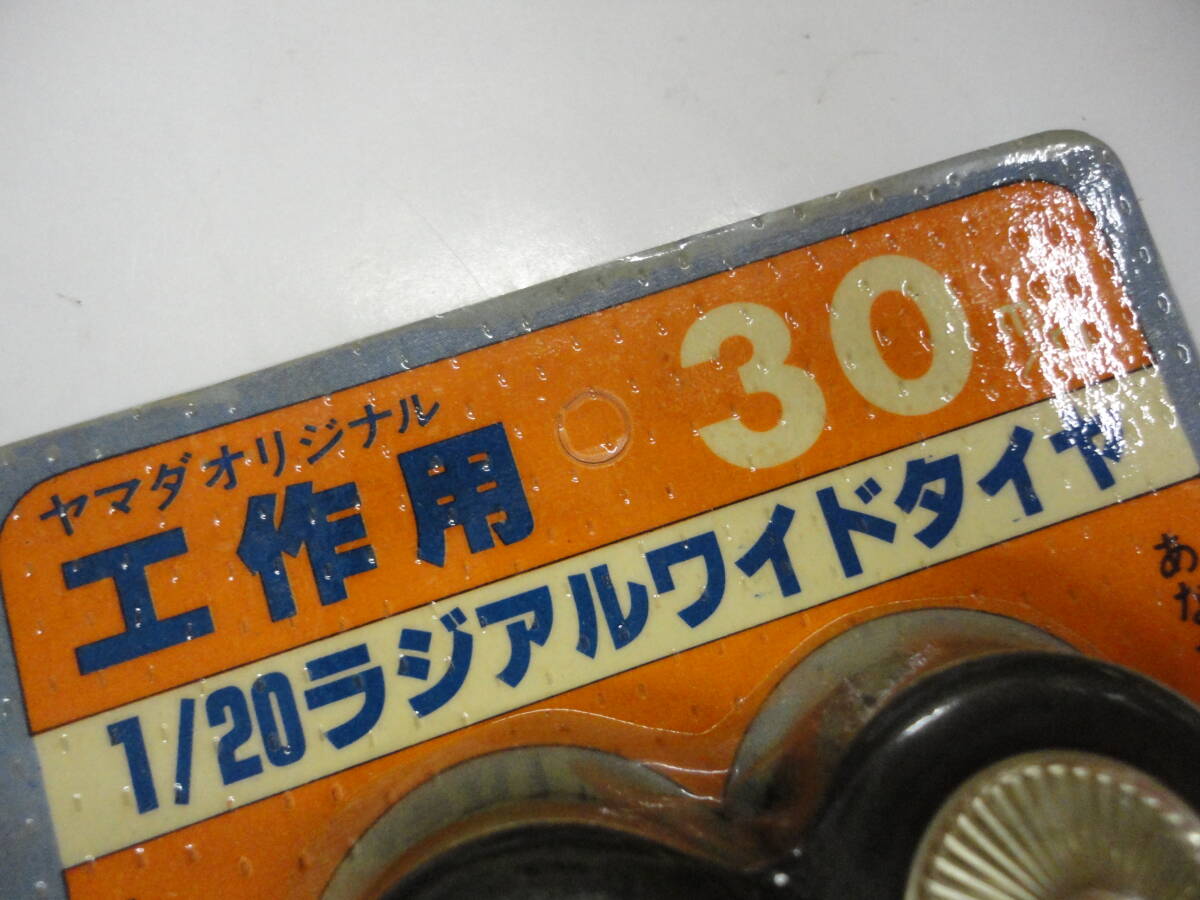 ヤマダオリジナル
工作用 30
1/20ラジアルワイドタイヤ
あ